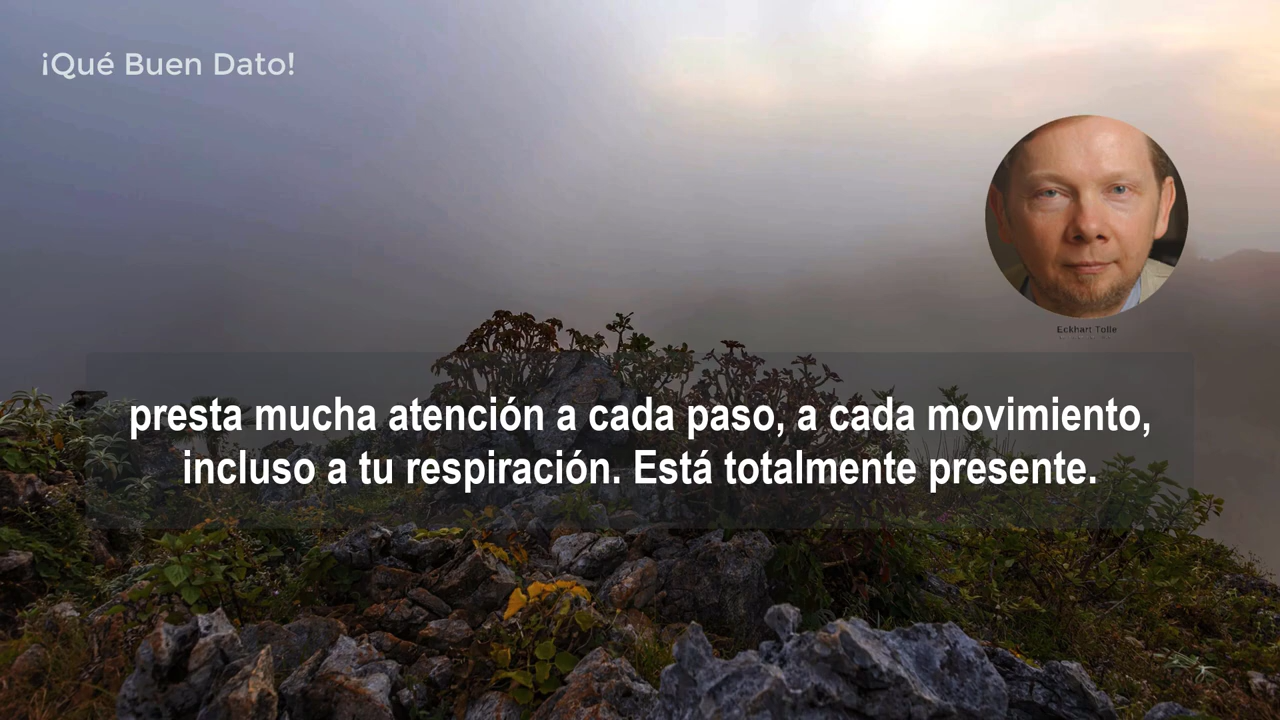 ¡Qué Buen Dato!
Eckhart Tolle
presta mucha atención a cada paso, a cada movimiento,
incluso a tu respiración. Está totalmente presente.